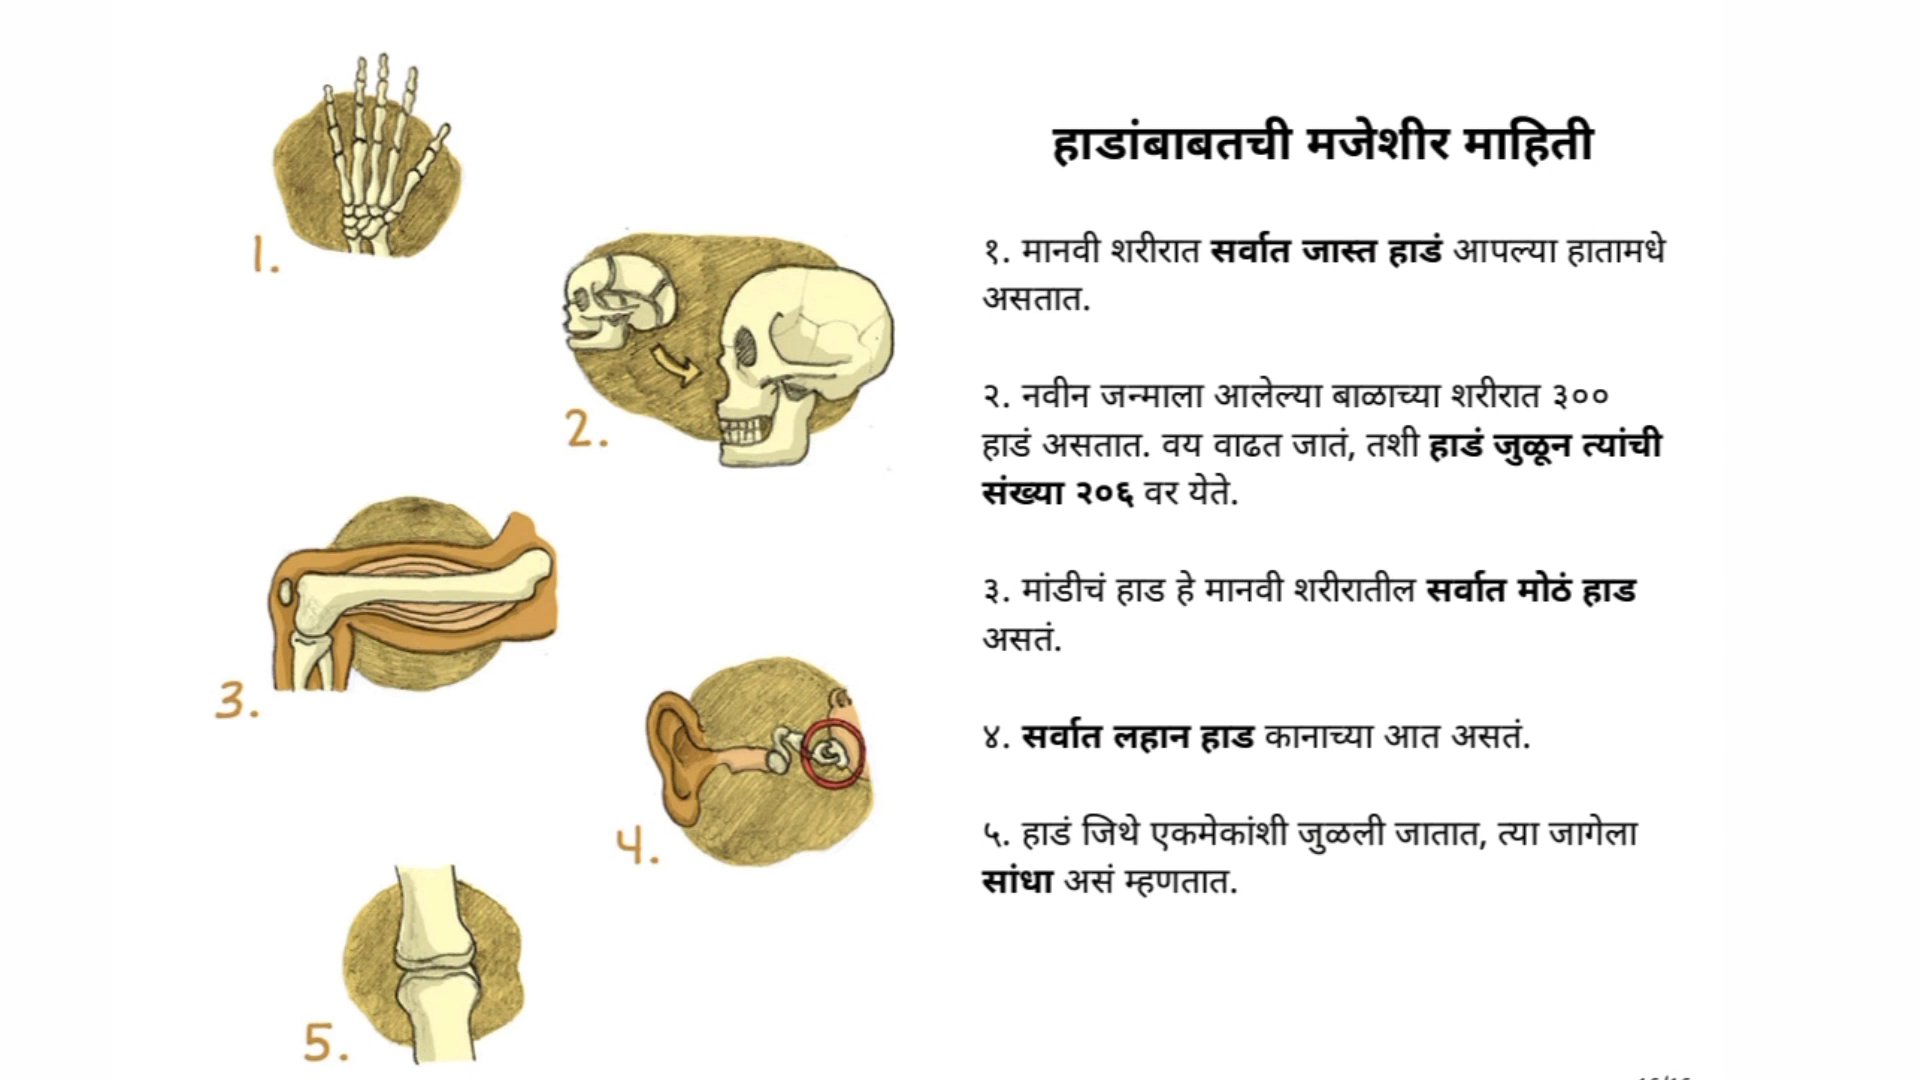 हाडांबाबतची मजेशीर माहिती
१. मानवी शरीरात सर्वात जास्त हाडं आपल्या हातामधे
असतात.
२. नवीन जन्माला आलेल्या बाळाच्या शरीरात ३००
हाडं असतात. वय वाढत जातं, तशी हाडं जुळून त्यांची
संख्या २०६ वर येते.
३. मांडीचं हाड हे मानवी शरीरातील सर्वात मोठं हाड
असतं.
४. सर्वात लहान हाड कानाच्या आत असतं.
५. हाडं जिथे एकमेकांशी जुळली जातात, त्या जागेला
सांधा असं म्हणतात.
1.
2.
3.
4.
5.